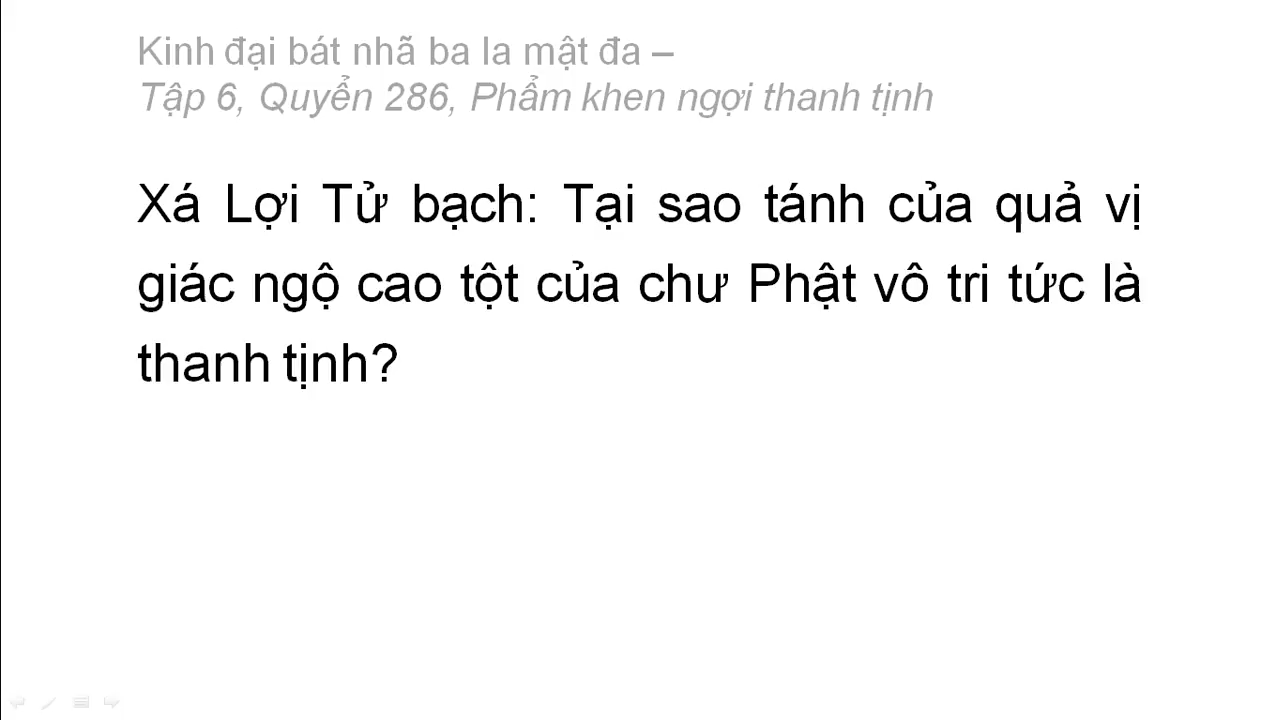 Kinh đại bát nhã ba la mật đa –
Tập 6, Quyển 286, Phẩm khen ngợi thanh tịnh
Xá Lợi Tử bạch: Tại sao tánh của quả vị
giác ngộ cao tột của chư Phật vô tri tức là
thanh tịnh?